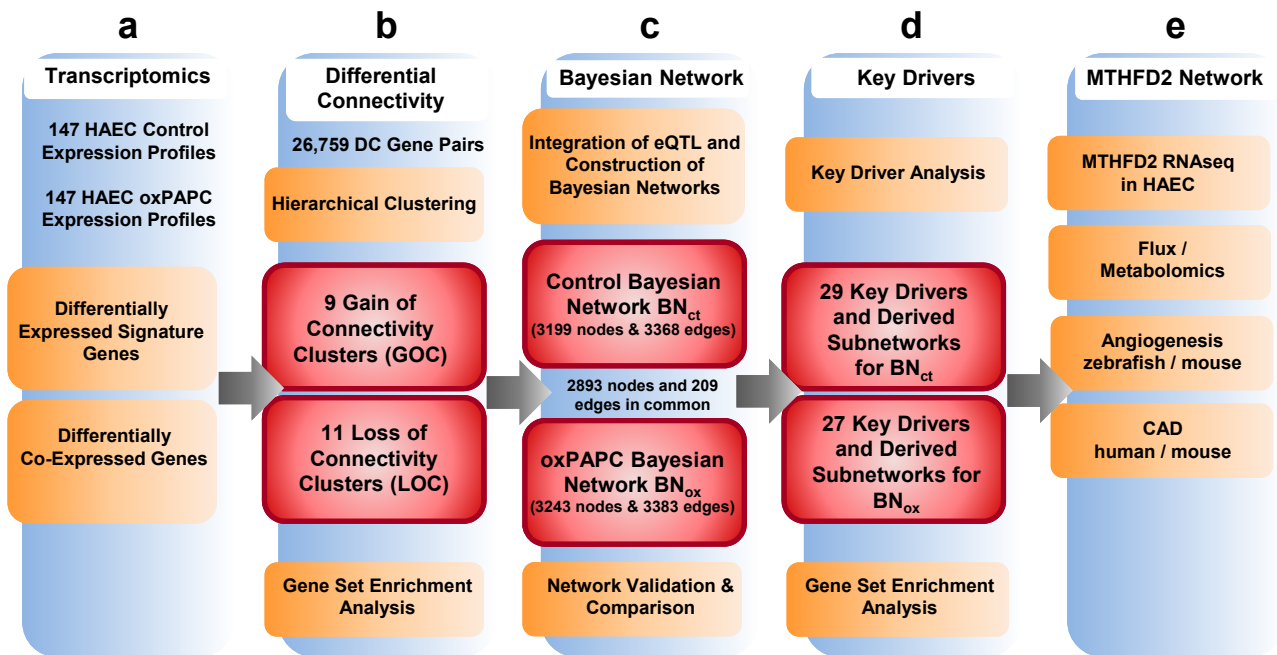 a
Transcriptomics
147 HAEC Control
Expression Profiles
147 HAEC oxPAPC
Expression Profiles
Differentially
Expressed Signature
Genes
Differentially
Co-Expressed Genes
b
Differential
Connectivity
26,759 DC Gene Pairs
Hierarchical Clustering
9 Gain of
Connectivity
Clusters (GOC)
11 Loss of
Connectivity
Clusters (LOC)
Gene Set Enrichment
Analysis
c
Bayesian Network
Integration of eQTL and
Construction of
Bayesian Networks
Control Bayesian
Network BNct
(3199 nodes & 3368 edges)
2893 nodes and 209
edges in common
oxPAPC Bayesian
Network BNox
(3243 nodes & 3383 edges)
Network Validation &
Comparison
d
Key Drivers
Key Driver Analysis
29 Key Drivers
and Derived
Subnetworks
for BNct
27 Key Drivers
and Derived
Subnetworks for
BNox
Gene Set Enrichment
Analysis
e
MTHFD2 Network
MTHFD2 RNAseq
in HAEC
Flux /
Metabolomics
Angiogenesis
zebrafish / mouse
CAD
human / mouse